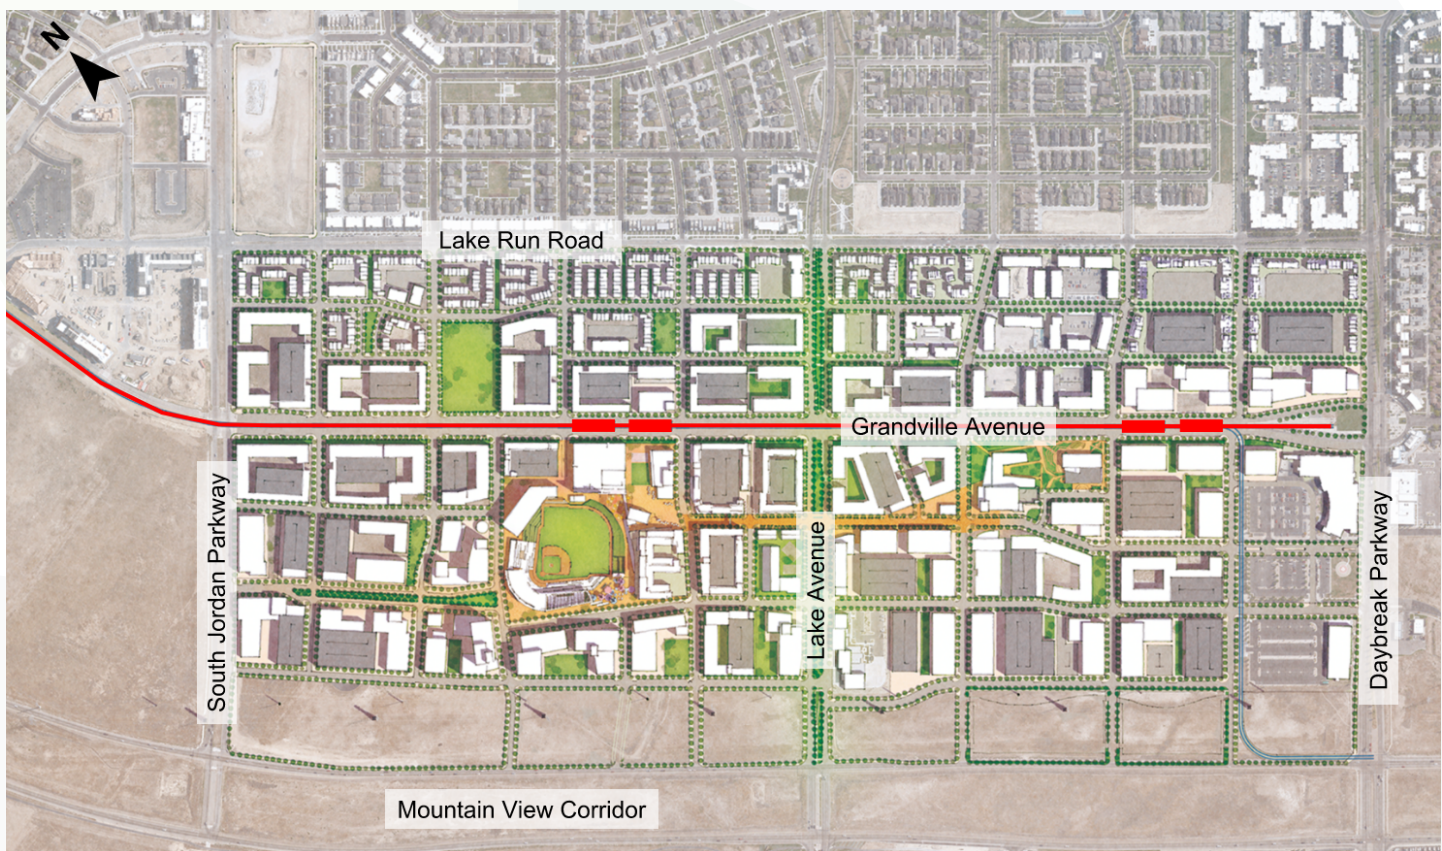 N
Lake Run Road
Grandville Avenue
South Jordan Parkway
Lake Avenue
Daybreak Parkway
Mountain View Corridor